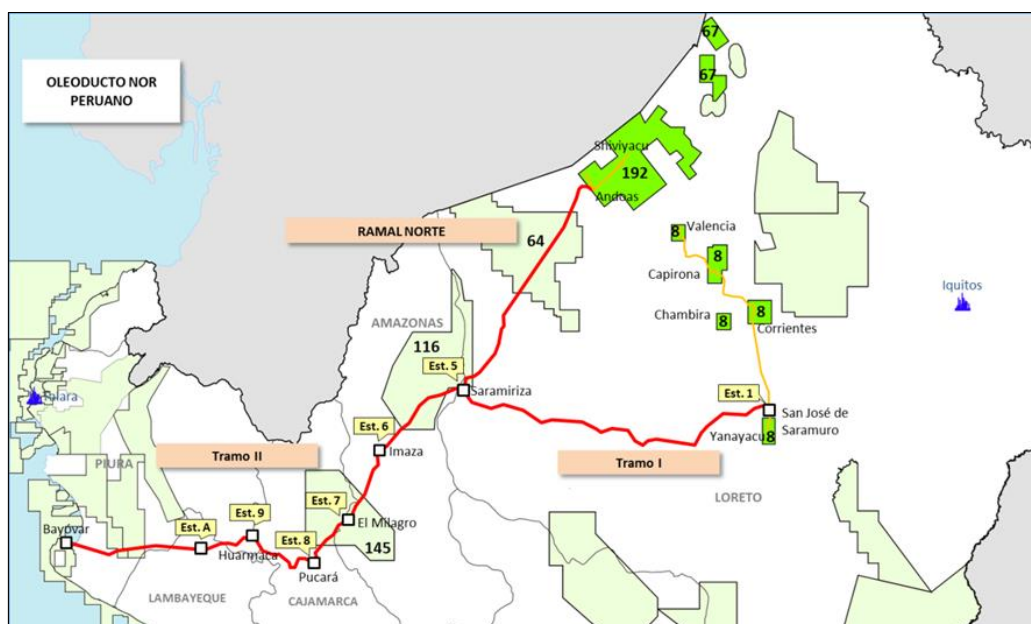 OLEODUCTO NOR
PERUANO
67
67
Shiviyacu
192
Andoas
RAMAL NORTE
64
8
Valencia
8
Capirona
Iquitos
Chambira
8
8
Corrientes
AMAZONAS
116
Est. 5
Saramiriza
Est. 1
San José de
Saramuro
Yanayacu
8
Talara
Est. 6
Imaza
Tramo II
Tramo I
PIURA
LORETO
Est. 7
El Milagro
Est. 9
Est. A
Bayóvar
Huarmaca
Est. 8
145
Pucará
LAMBAYEQUE
CAJAMARCA